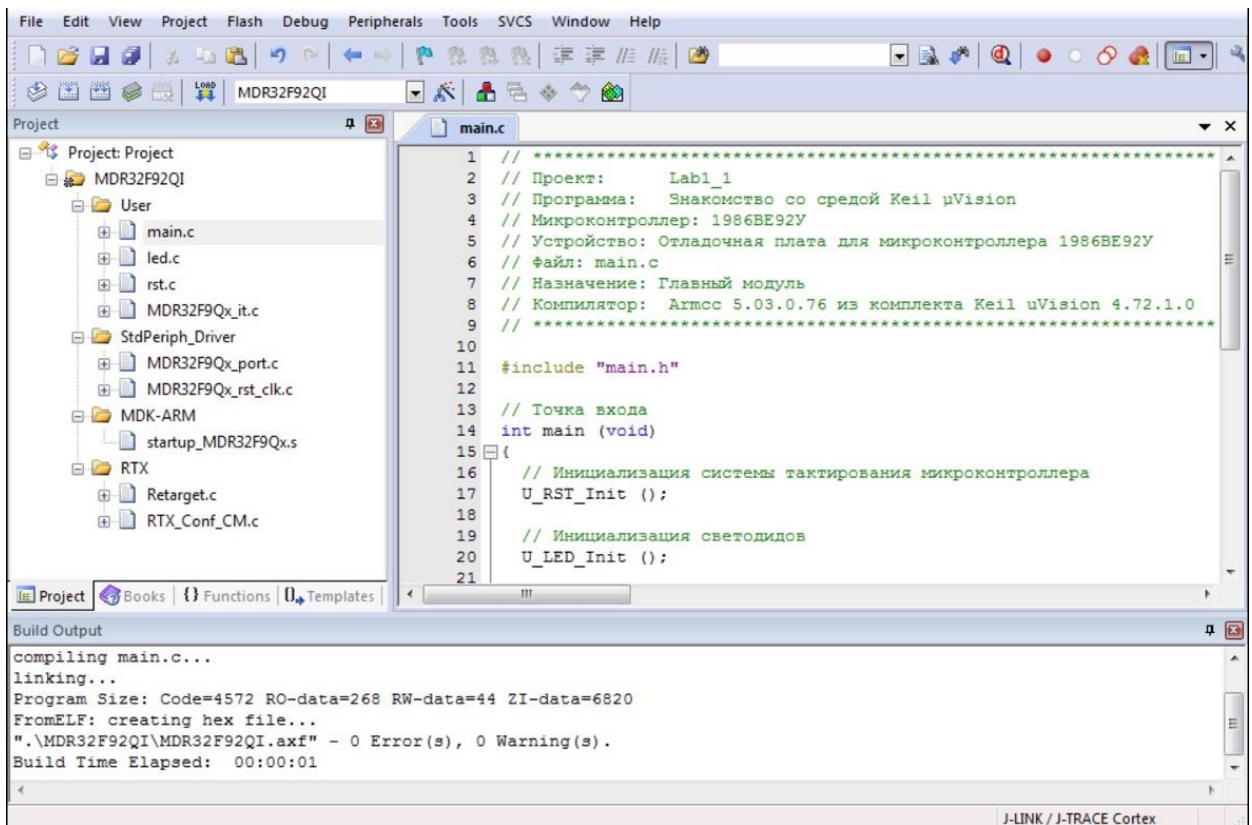 File Edit View Project Flash Debug Peripherals Tools SVCS Window Help
LOAD MDR32F92QI
Project
main.c
Project: Project
MDR32F92QI
User
main.c
led.c
rst.c
MDR32F9Qx_it.c
StdPeriph_Driver
MDR32F9Qx_port.c
MDR32F9Qx_rst_clk.c
MDK-ARM
startup_MDR32F9Qx.s
RTX
Retarget.c
RTX_Conf_CM.c
Project Books {} Functions Templates
1 // *****************************************************************
2 // Проект: Lab1_1
3 // Программа: Знакомство со средой Keil µVision
4 // Микроконтроллер: 1986ВЕ92У
5 // Устройство: Отладочная плата для микроконтроллера 1986ВЕ92У
6 // Файл: main.c
7 // Назначение: Главный модуль
8 // Компилятор: Armcc 5.03.0.76 из комплекта Keil uVision 4.72.1.0
9 // *****************************************************************
10
11 #include "main.h"
12
13 // Точка входа
14 int main (void)
15 {
16 // Инициализация системы тактирования микроконтроллера
17 U_RST_Init ();
18
19 // Инициализация светодидов
20 U_LED_Init ();
21
Build Output
compiling main.c...
linking...
Program Size: Code=4572 RO-data=268 RW-data=44 ZI-data=6820
FromELF: creating hex file...
".\MDR32F92QI\MDR32F92QI.axf" - 0 Error(s), 0 Warning(s).
Build Time Elapsed: 00:00:01
J-LINK / J-TRACE Cortex